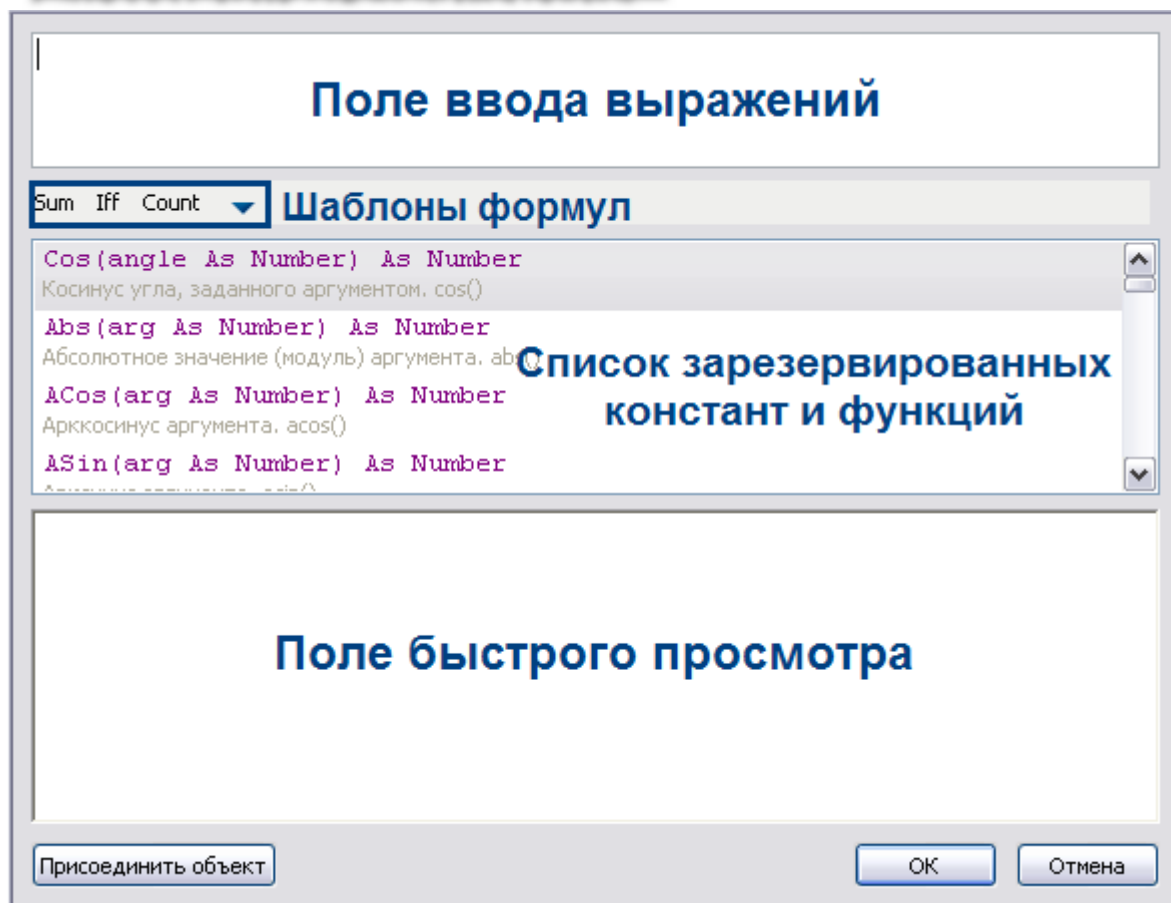 Поле ввода выражений
Sum Iff Count Шаблоны формул
Cos(angle As Number) As Number
Косинус угла, заданного аргументом. cos()
Abs(arg As Number) As Number
Абсолютное значение (модуль) аргумента.
Список зарезервированных
констант и функций
ACos(arg As Number) As Number
Арккосинус аргумента. acos()
ASin(arg As Number) As Number
Поле быстрого просмотра
Присоединить объект OK Отмена